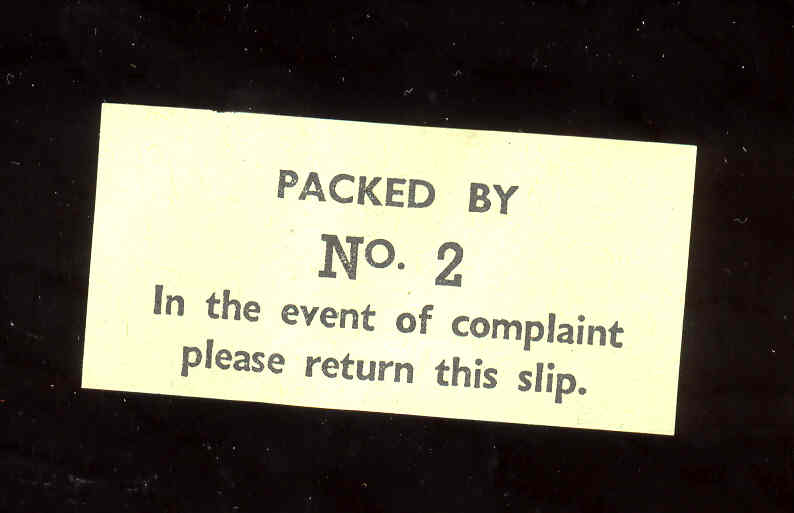 PACKED BY
No. 2
In the event of complaint
please return this slip.